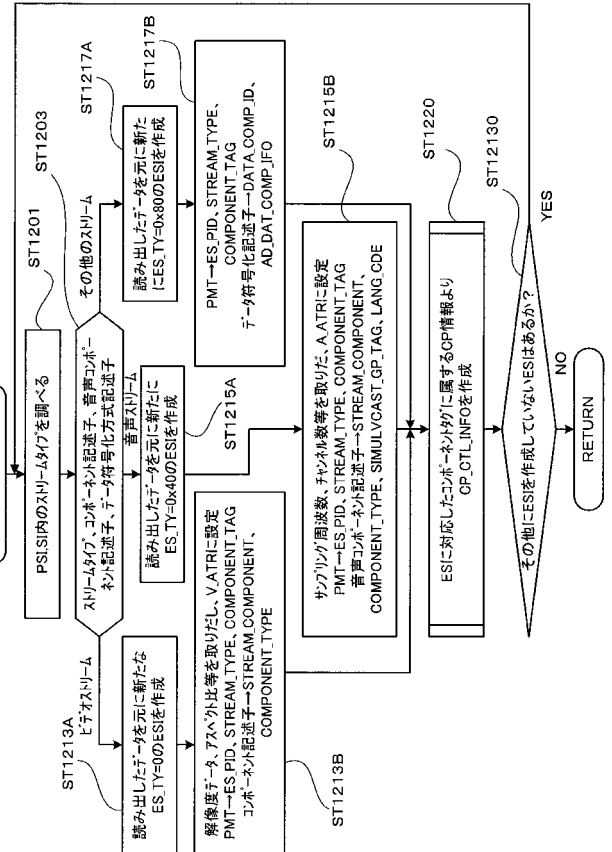 ST1201
PSI,SI内のストリームタイプを調べる
ST1203
ストリームタイプ、コンポーネント記述子、音声コンポー
ネント記述子、データ符号化方式記述子
ビデオストリーム
音声ストリーム
その他のストリーム
ST1213A
読み出したデータを元に新たな
ES_TY=0のESIを作成
ST1215A
読み出したデータを元に新たに
ES_TY=0x40のESIを作成
ST1217A
読み出したデータを元に新た
にES_TY=0x80のESIを作成
ST1213B
解像度データ、アスペクト比等を取りだし、V_ATRIに設定
PMT→ES_PID、STREAM_TYPE、COMPONENT_TAG
コンポーネント記述子→STREAM_COMPONENT、
COMPONENT_TYPE
ST1217B
PMT→ES_PID、STREAM_TYPE、
COMPONENT_TAG
データ符号化記述子→DATA_COMP_ID、
AD_DAT_COMP_IFO
ST1215B
サンプリング周波数、チャンネル数等を取りだ、A_ATRIに設定
PMT→ES_PID、STREAM_TYPE、COMPONENT_TAG
音声コンポーネント記述子→STREAM_COMPONENT、
COMPONENT_TYPE、SIMULVCAST_GP_TAG、LANG_CDE
ST1220
ESIに対応したコンポーネントタグに属するCP情報より
CP_CTL_INFOを作成
ST12130
その他にESIを作成していないESはあるか？
YES
NO
RETURN